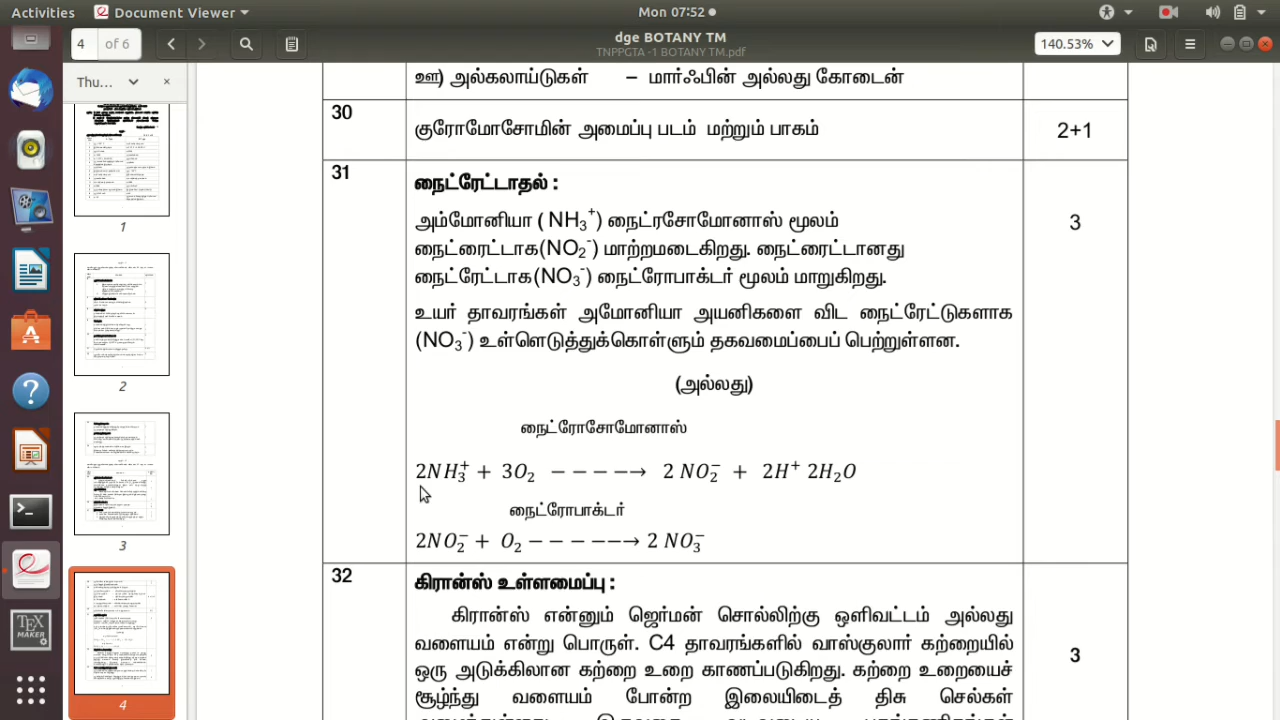 Activities Document Viewer Mon 07:52
4 of 6 dge BOTANY TM 140.53%
TNPPGTA -1 BOTANY TM.pdf
Thu...
1
2
3
4
ஊ) அல்கலாய்டுகள் – மார்ஃபின் அல்லது கோடைன்
30 குரோமோசோமின் அமைப்பு படம் மற்றும் பாகம் 2+1
31 நைட்ரேட்டாதல் :
அம்மோனியா ( NH3+) நைட்ரசோமோனாஸ் மூலம் 3
நைட்ரைட்டாக(NO2-) மாற்றமடைகிறது. நைட்ரைட்டானது
நைட்ரேட்டாக(NO3-) நைட்ரோபாக்டர் மூலம் மாறுகிறது.
உயர் தாவரங்கள் அமோனியா அயனிகளை விட நைட்ரேட்டுகளாக
(NO3-) உள்ளெடுத்துக்கொள்ளும் தகவமைப்பை பெற்றுள்ளன.
(அல்லது)
நைட்ரோசோமோனாஸ்
2NH4+ + 3O2 -----→ 2 NO2− + 2H+ 2H2O
நைட்ரோபாக்டர்
2NO2− + O2 ------→ 2 NO3−
32 கிரான்ஸ் உள்ளமைப்பு :
கிரான்ஸ் எனும் ஜெர்மன் சொல்லிற்கு ஒளிவட்டம் அல்லது
வளையம் என்று பொருள். C4 தாவரங்களின் வாஸ்குலார் கற்றையில்
ஒரு அடுக்கிலான கற்றை உறை காணப்படுகிறது. கற்றை உறையைச் 3
சூழ்ந்து வளையம் போன்ற இலையிடைத் திசு செல்கள்